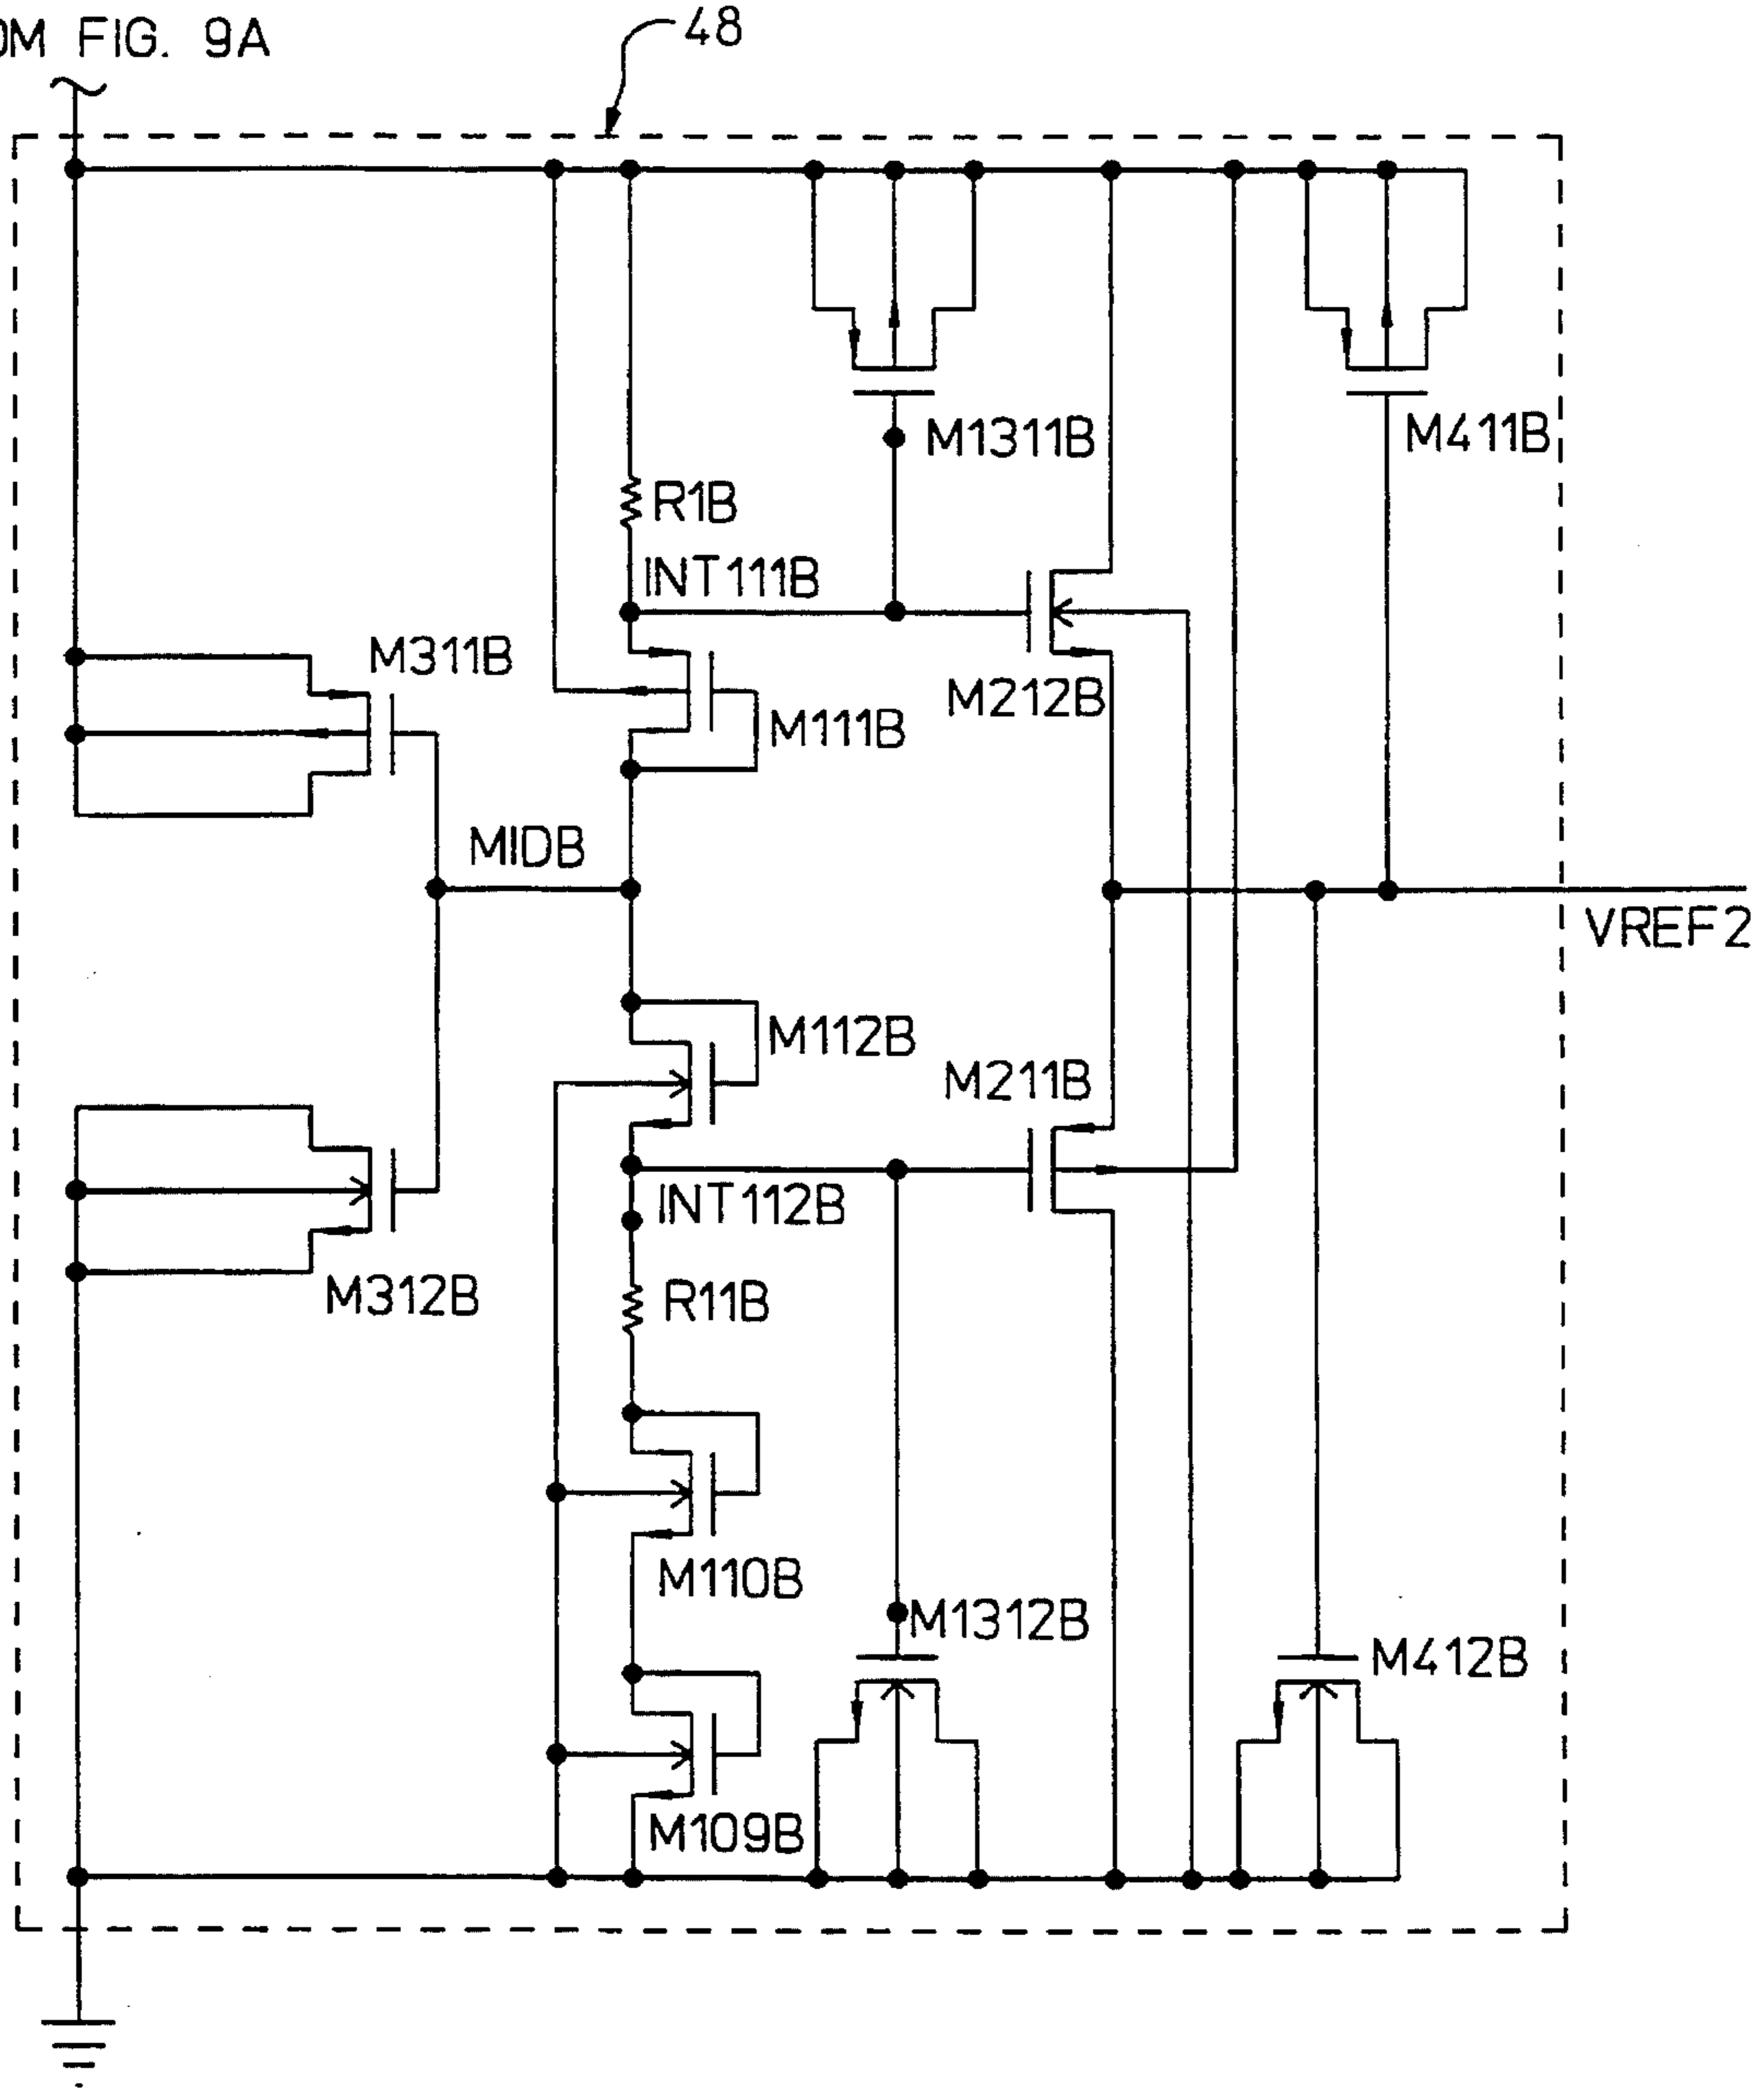 OM FIG. 9A
48
M1311B
M411B
R1B
INT111B
M311B
M212B
M111B
MIDB
VREF2
M112B
M211B
INT112B
M312B
R11B
M110B
M1312B
M412B
M109B